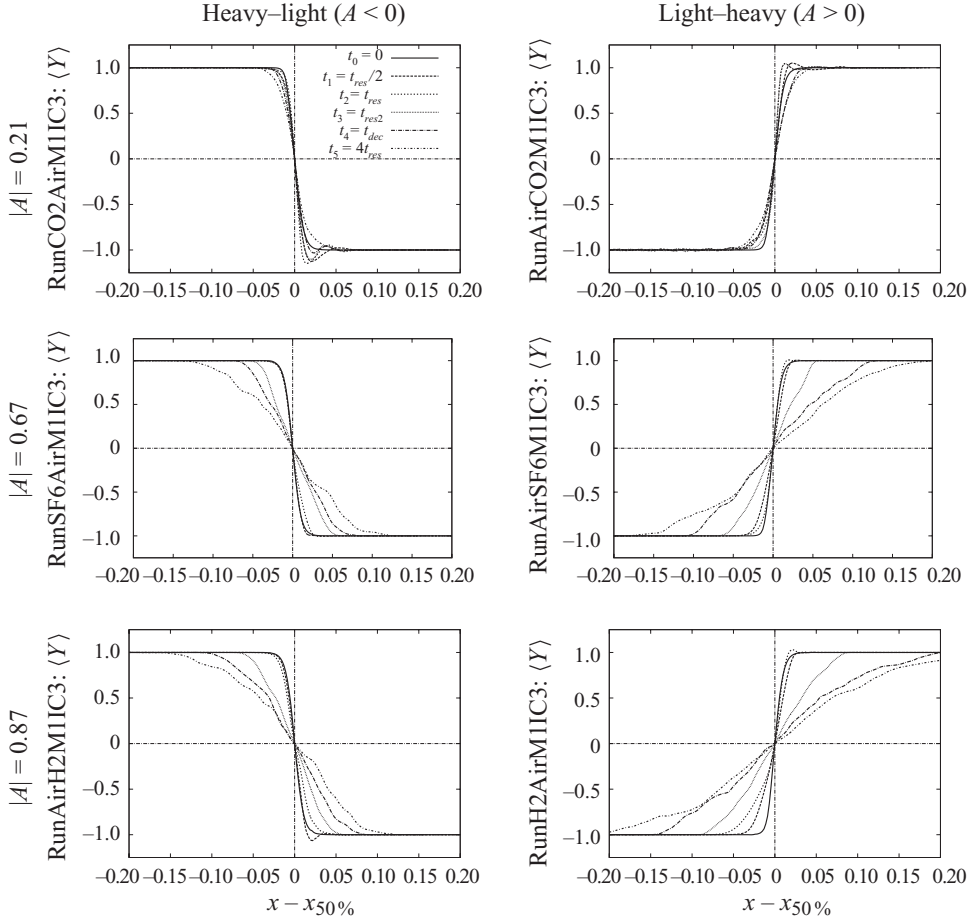 Heavy–light (A < 0)
Light–heavy (A > 0)
|A| = 0.21
RunCO2AirM1IC3: ⟨Y⟩
1.0
0.5
0
–0.5
–1.0
t0 = 0
t1 = tres/2
t2 = tres
t3 = tres2
t4 = tdec
t5 = 4tres
–0.20 –0.15 –0.10 –0.05 0 0.05 0.10 0.15 0.20
RunAirCO2M1IC3: ⟨Y⟩
1.0
0.5
0
–0.5
–1.0
–0.20 –0.15 –0.10 –0.05 0 0.05 0.10 0.15 0.20
|A| = 0.67
RunSF6AirM1IC3: ⟨Y⟩
1.0
0.5
0
–0.5
–1.0
–0.20 –0.15 –0.10 –0.05 0 0.05 0.10 0.15 0.20
RunAirSF6M1IC3: ⟨Y⟩
1.0
0.5
0
–0.5
–1.0
–0.20 –0.15 –0.10 –0.05 0 0.05 0.10 0.15 0.20
|A| = 0.87
RunAirH2M1IC3: ⟨Y⟩
1.0
0.5
0
–0.5
–1.0
–0.20 –0.15 –0.10 –0.05 0 0.05 0.10 0.15 0.20
x – x50%
RunH2AirM1IC3: ⟨Y⟩
1.0
0.5
0
–0.5
–1.0
–0.20 –0.15 –0.10 –0.05 0 0.05 0.10 0.15 0.20
x – x50%